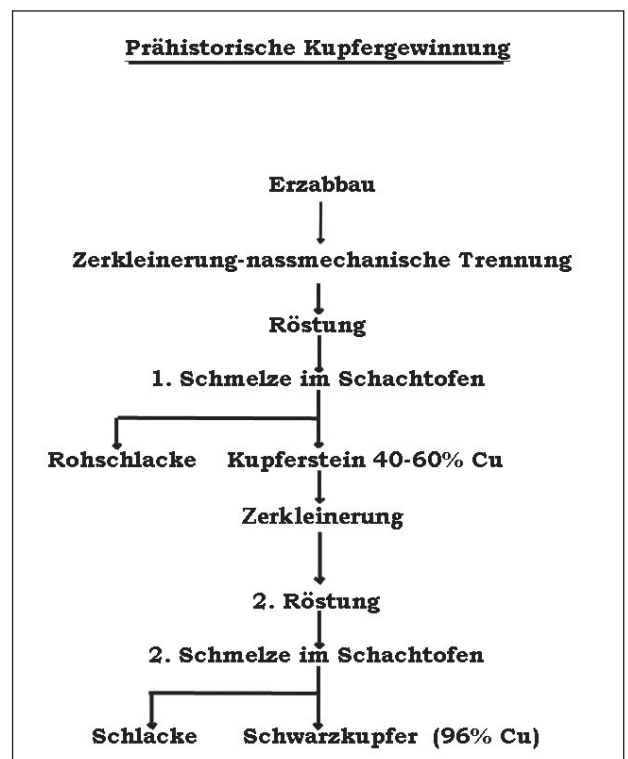 Prähistorische Kupfergewinnung
Erzabbau
Zerkleinerung-nassmechanische Trennung
Röstung
1. Schmelze im Schachtofen
Rohschlacke Kupferstein 40-60% Cu
Zerkleinerung
2. Röstung
2. Schmelze im Schachtofen
Schlacke Schwarzkupfer (96% Cu)